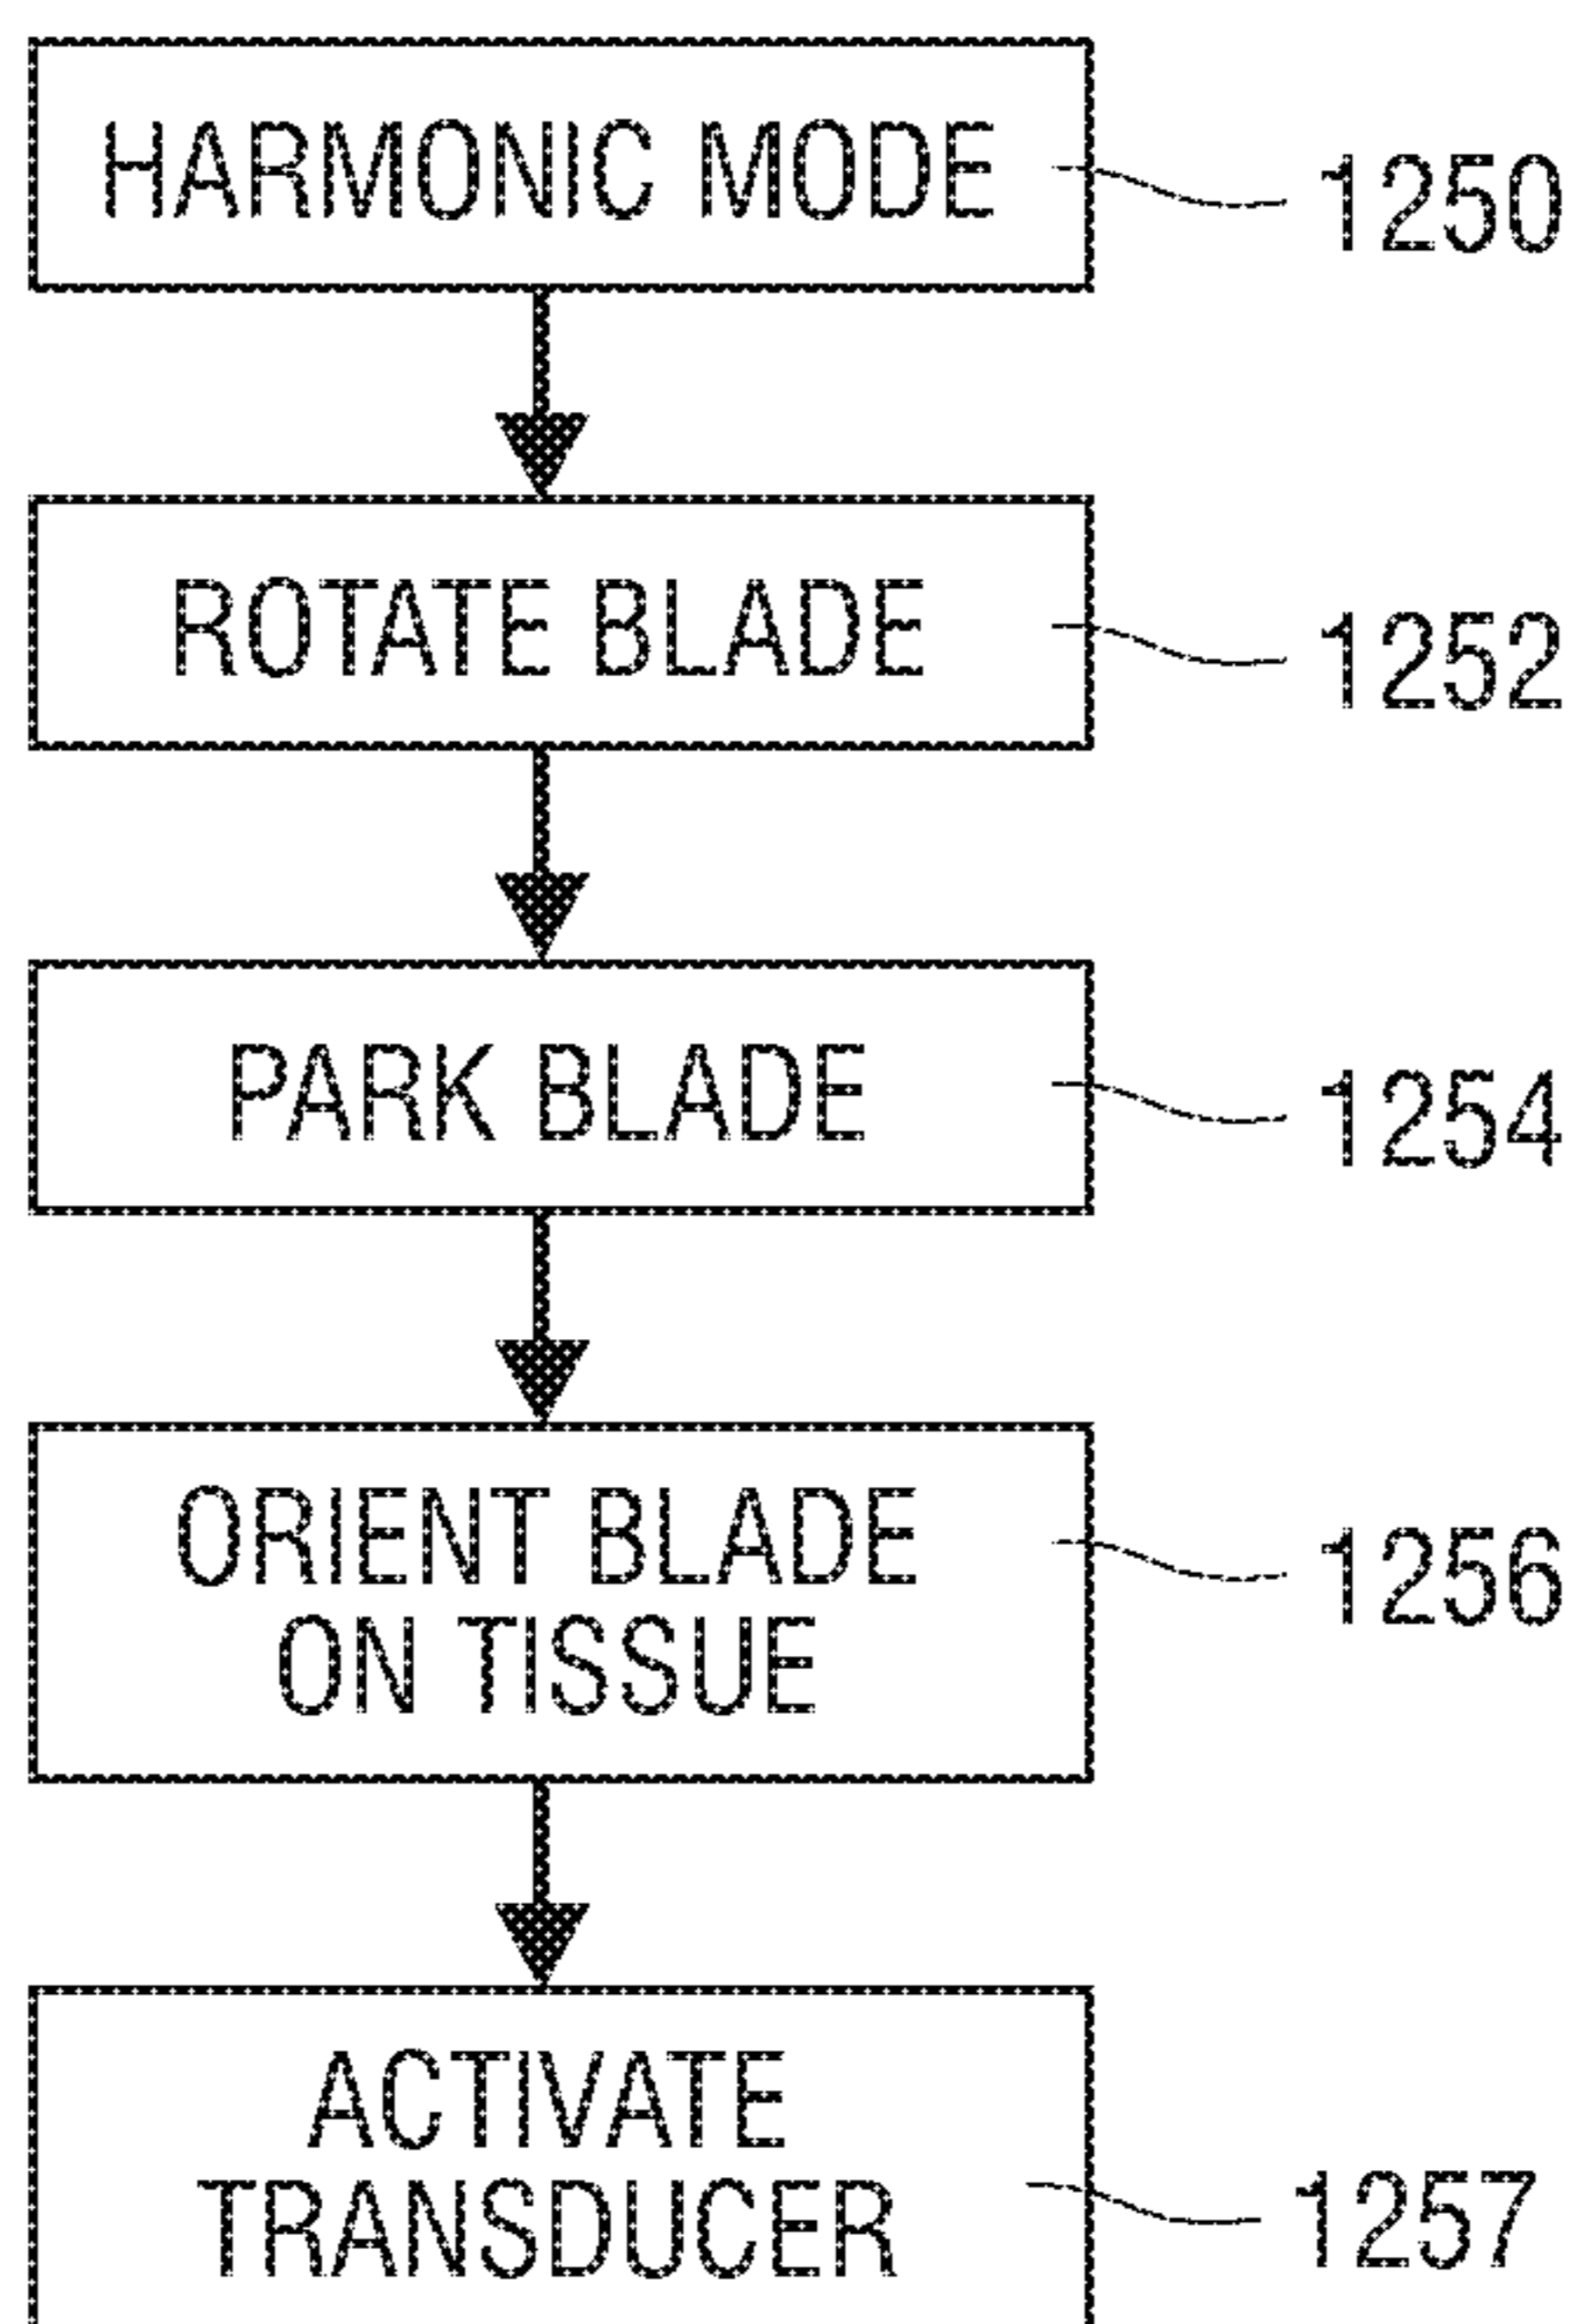 HARMONIC MODE
1250
ROTATE BLADE
1252
PARK BLADE
1254
ORIENT BLADE
ON TISSUE
1256
ACTIVATE
TRANSDUCER
1257